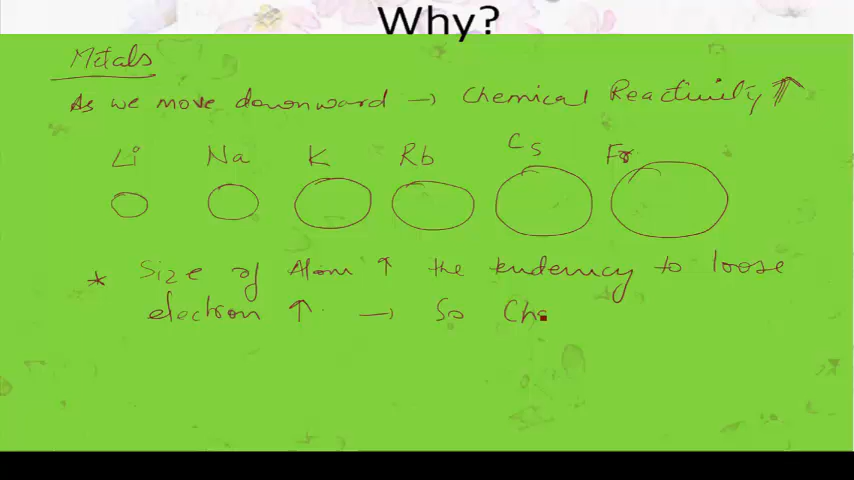 Why?
Metals
As we move downward → Chemical Reactivity ↑
Li Na K Rb Cs Fr
* Size of Atom ↑ the tendency to loose
electron ↑ → So Che